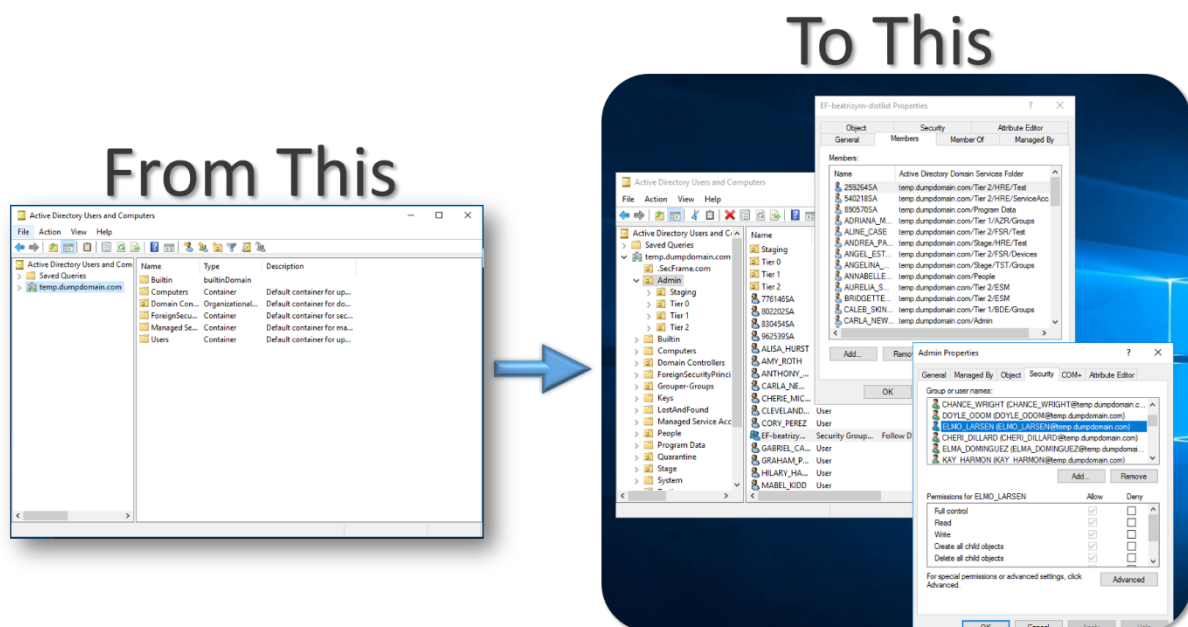 From This
To This
Active Directory Users and Computers
File Action View Help
Active Directory Users and Com
Saved Queries
temp.dumpdomain.com
Name Type Description
Builtin builtinDomain
Computers Container Default container for up...
Domain Con... Organizational... Default container for do...
ForeignSecu... Container Default container for sec...
Managed Se... Container Default container for ma...
Users Container Default container for up...
Active Directory Users and Computers
File Action View Help
Active Directory Users and C
Saved Queries
temp.dumpdomain.com
.SecFrame.com
Admin
Staging
Tier 0
Tier 1
Tier 2
Builtin
Computers
Domain Controllers
ForeignSecurityPrinci
Grouper-Groups
Keys
LostAndFound
Managed Service Acc
People
Program Data
Quarantine
Stage
System
Name
Staging
Tier 0
Tier 1
Tier 2
776146SA
802202SA
830454SA
962539SA
ALISA_HURST
AMY_ROTH
ANTHONY_...
CARLA_NE...
CHERIE_MIC...
CLEVELAND... User
CORY_PEREZ User
EF-beatrizy... Security Group... Follow D
GABRIEL_CA... User
GRAHAM_P... User
HILARY_HA... User
MABEL_KIDD User
EF-beatrizym-distlist Properties
Object Security Attribute Editor
General Members Member Of Managed By
Members:
Name Active Directory Domain Services Folder
259264SA temp.dumpdomain.com/Tier 2/HRE/Test
540218SA temp.dumpdomain.com/Tier 2/HRE/ServiceAcc
890570SA temp.dumpdomain.com/Program Data
ADRIANA_M... temp.dumpdomain.com/Tier 1/AZR/Groups
ALINE_CASE temp.dumpdomain.com/Tier 2/FSR/Test
ANDREA_PA... temp.dumpdomain.com/Stage/HRE/Test
ANGEL_EST... temp.dumpdomain.com/Tier 2/FSR/Devices
ANGELINA_... temp.dumpdomain.com/Stage/TST/Groups
ANNABELLE... temp.dumpdomain.com/People
AURELIA_S... temp.dumpdomain.com/Tier 2/ESM
BRIDGETTE... temp.dumpdomain.com/Tier 2/ESM
CALEB_SKIN... temp.dumpdomain.com/Tier 1/BDE/Groups
CARLA_NEW... temp.dumpdomain.com/Admin
Add... Remov
OK
Admin Properties
General Managed By Object Security COM+ Attribute Editor
Group or user names:
CHANCE_WRIGHT (CHANCE_WRIGHT@temp.dumpdomain.c...
DOYLE_ODOM (DOYLE_ODOM@temp.dumpdomain.com)
ELMO_LARSEN (ELMO_LARSEN@temp.dumpdomain.com)
CHERI_DILLARD (CHERI_DILLARD@temp.dumpdomain.com)
ELMA_DOMINGUEZ (ELMA_DOMINGUEZ@temp.dumpdomai...
KAY_HARMON (KAY_HARMON@temp.dumpdomain.com)
Add... Remove
Permissions for ELMO_LARSEN Allow Deny
Full control
Read
Write
Create all child objects
Delete all child objects
For special permissions or advanced settings, click
Advanced.
Advanced
OK Cancel Apply Help